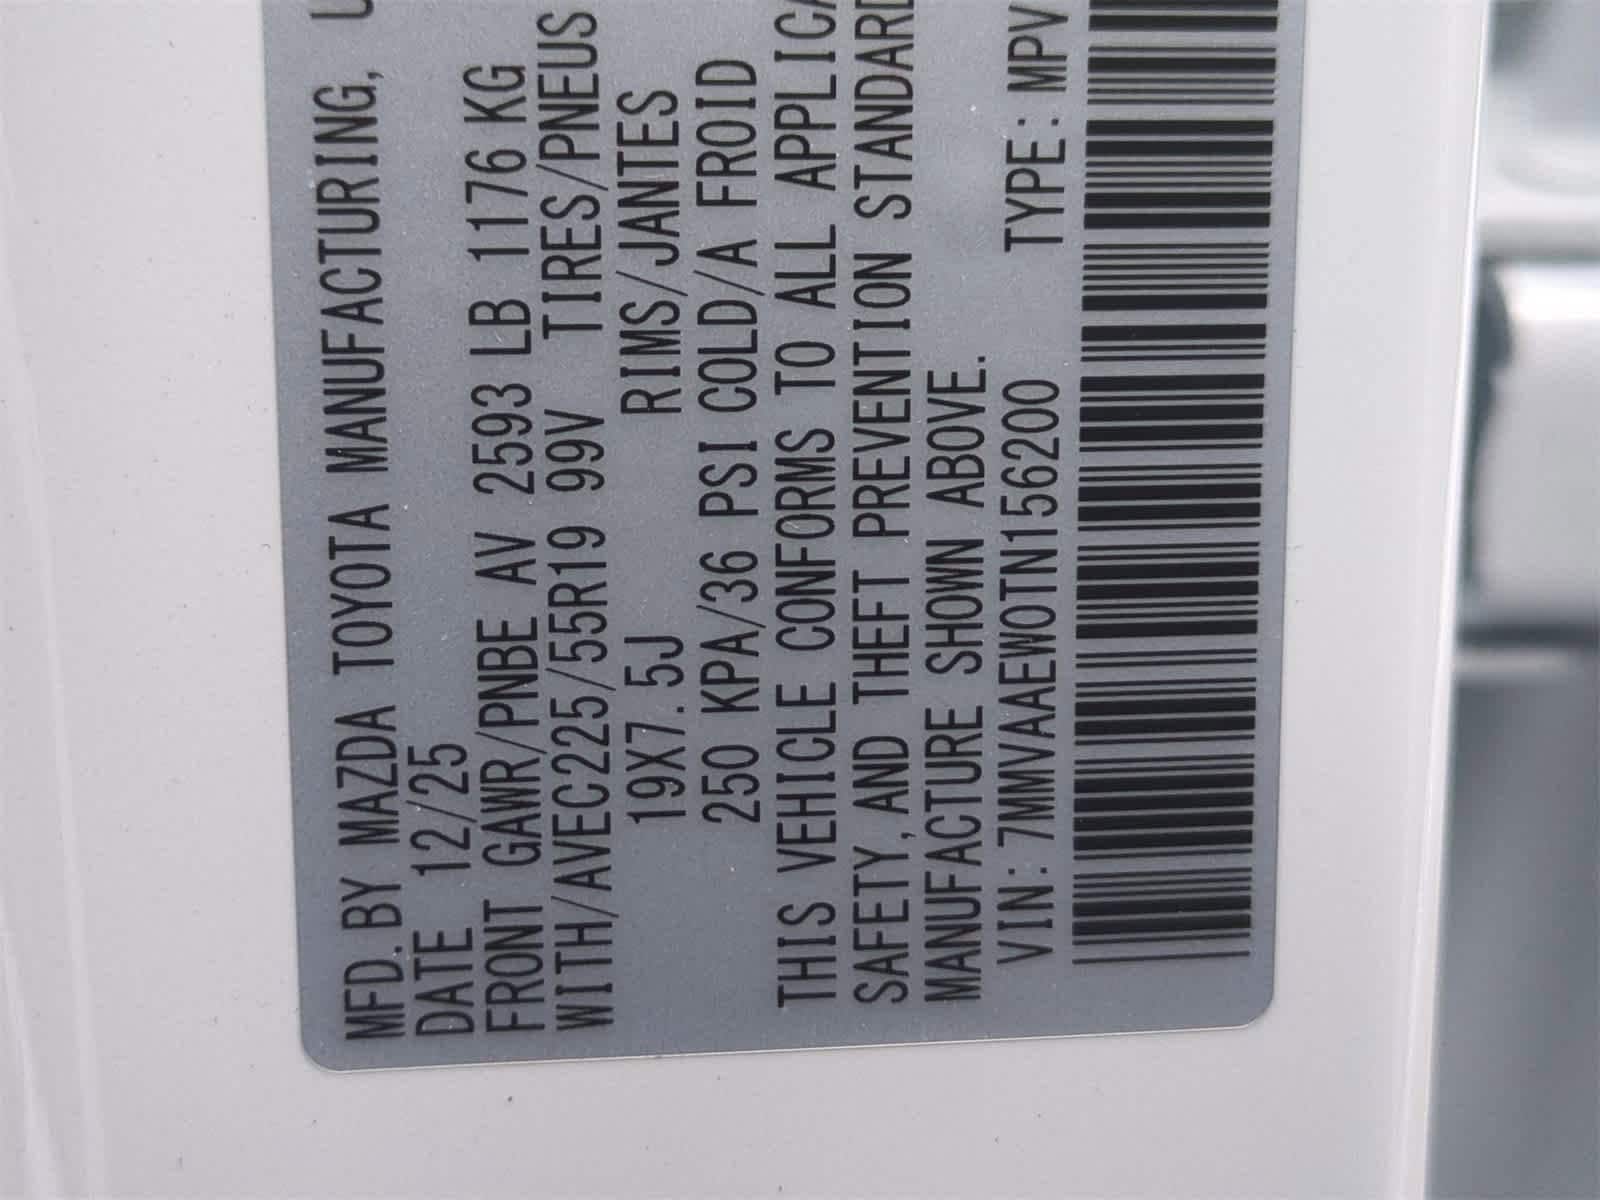 MFD.BY MAZDA TOYOTA MANUFACTURING, U
DATE 12/25
FRONT GAWR/PNBE AV 2593 LB 1176 KG
WITH/AVEC225/55R19 99V TIRES/PNEUS
19X7.5J RIMS/JANTES
250 KPA/36 PSI COLD/A FROID
THIS VEHICLE CONFORMS TO ALL APPLICA
SAFETY,AND THEFT PREVENTION STANDARD
MANUFACTURE SHOWN ABOVE.
VIN:7MMVAAEW0TN156200 TYPE:MPV